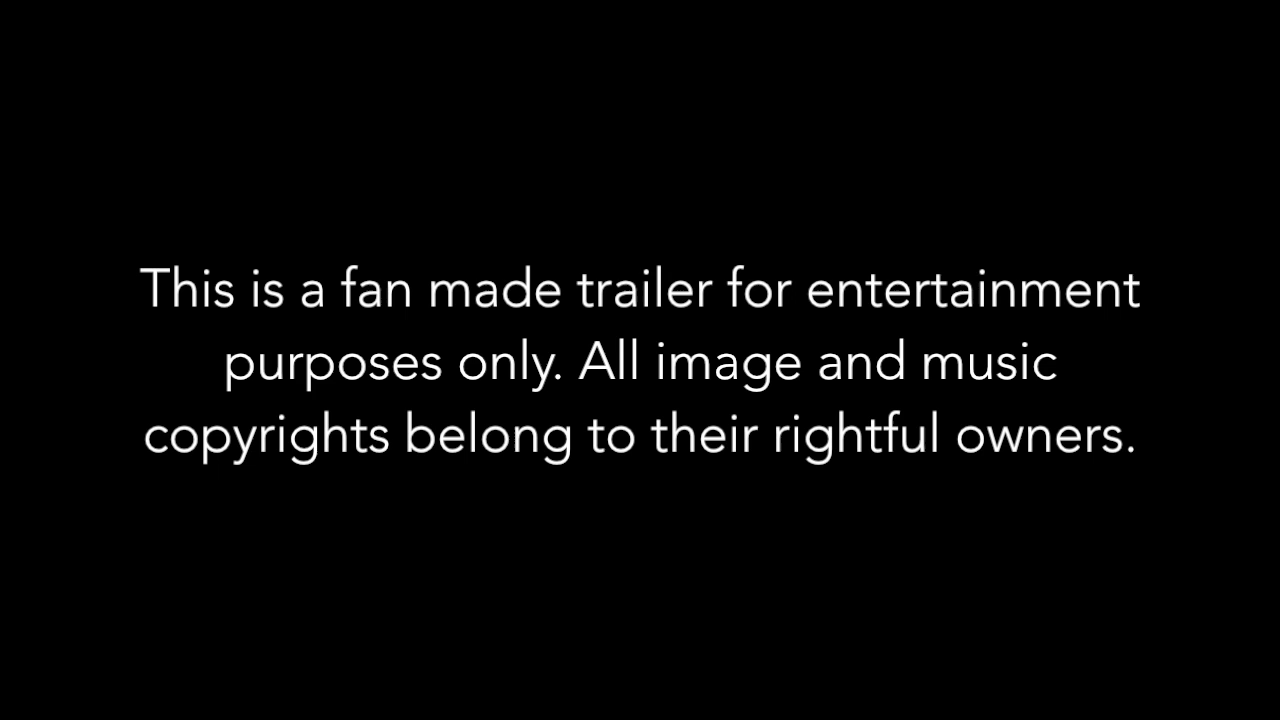 This is a fan made trailer for entertainment
purposes only. All image and music
copyrights belong to their rightful owners.